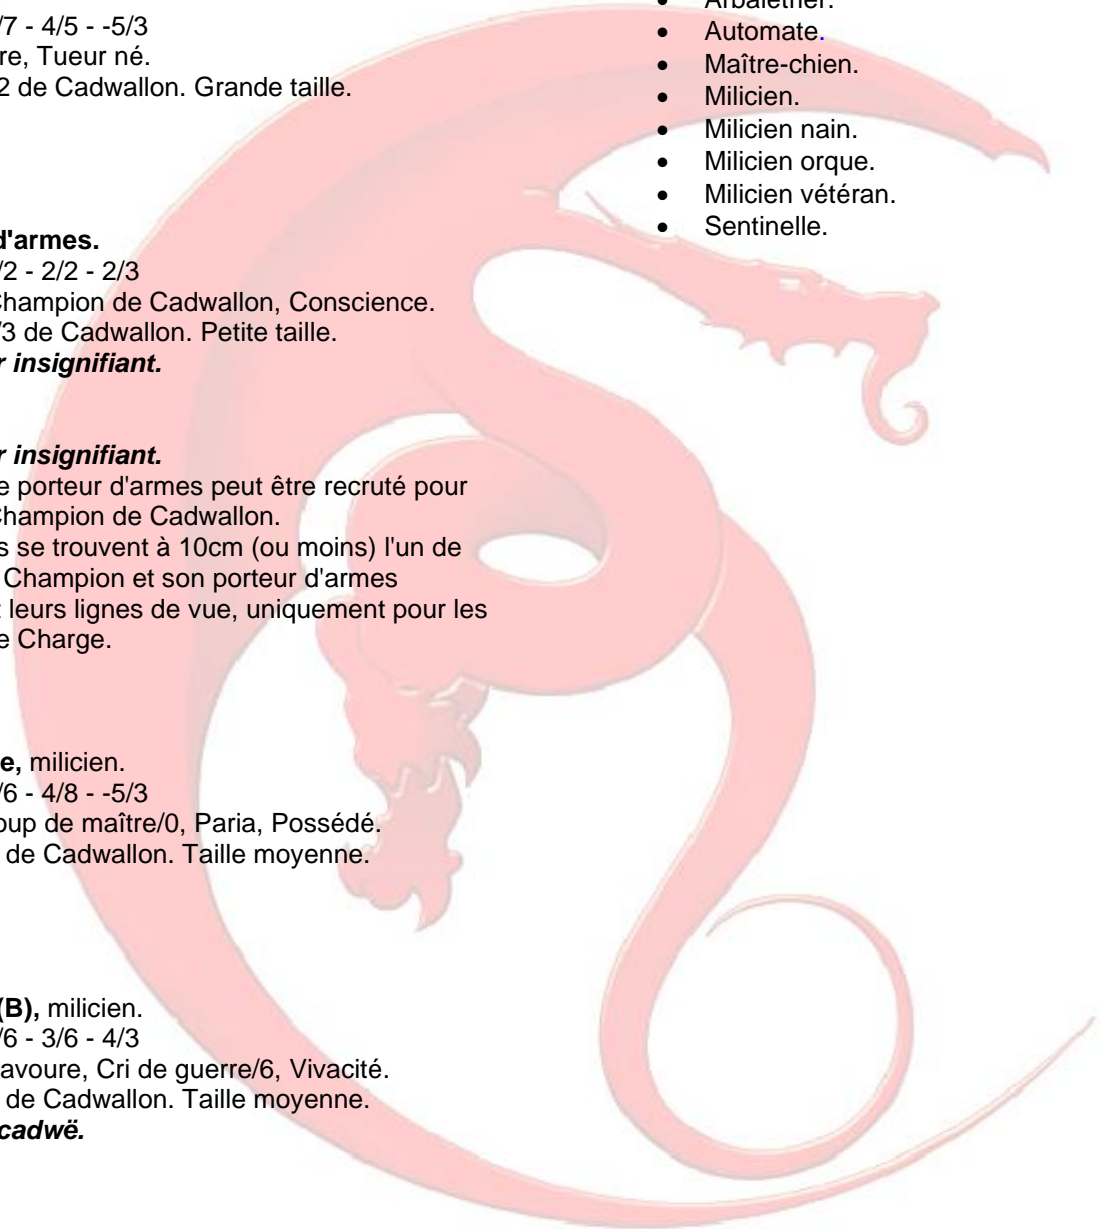 /7 - 4/5 - -5/3
re, Tueur né.
2 de Cadwallon. Grande taille.
d'armes.
/2 - 2/2 - 2/3
Champion de Cadwallon, Conscience.
/3 de Cadwallon. Petite taille.
r insignifiant.
r insignifiant.
e porteur d'armes peut être recruté pour
Champion de Cadwallon.
s se trouvent à 10cm (ou moins) l'un de
Champion et son porteur d'armes
t leurs lignes de vue, uniquement pour les
e Charge.
e, milicien.
/6 - 4/8 - -5/3
oup de maître/0, Paria, Possédé.
de Cadwallon. Taille moyenne.
(B), milicien.
/6 - 3/6 - 4/3
avoure, Cri de guerre/6, Vivacité.
de Cadwallon. Taille moyenne.
cadwë.
• Arbalétrier.
• Automate.
• Maître-chien.
• Milicien.
• Milicien nain.
• Milicien orque.
• Milicien vétéran.
• Sentinelle.